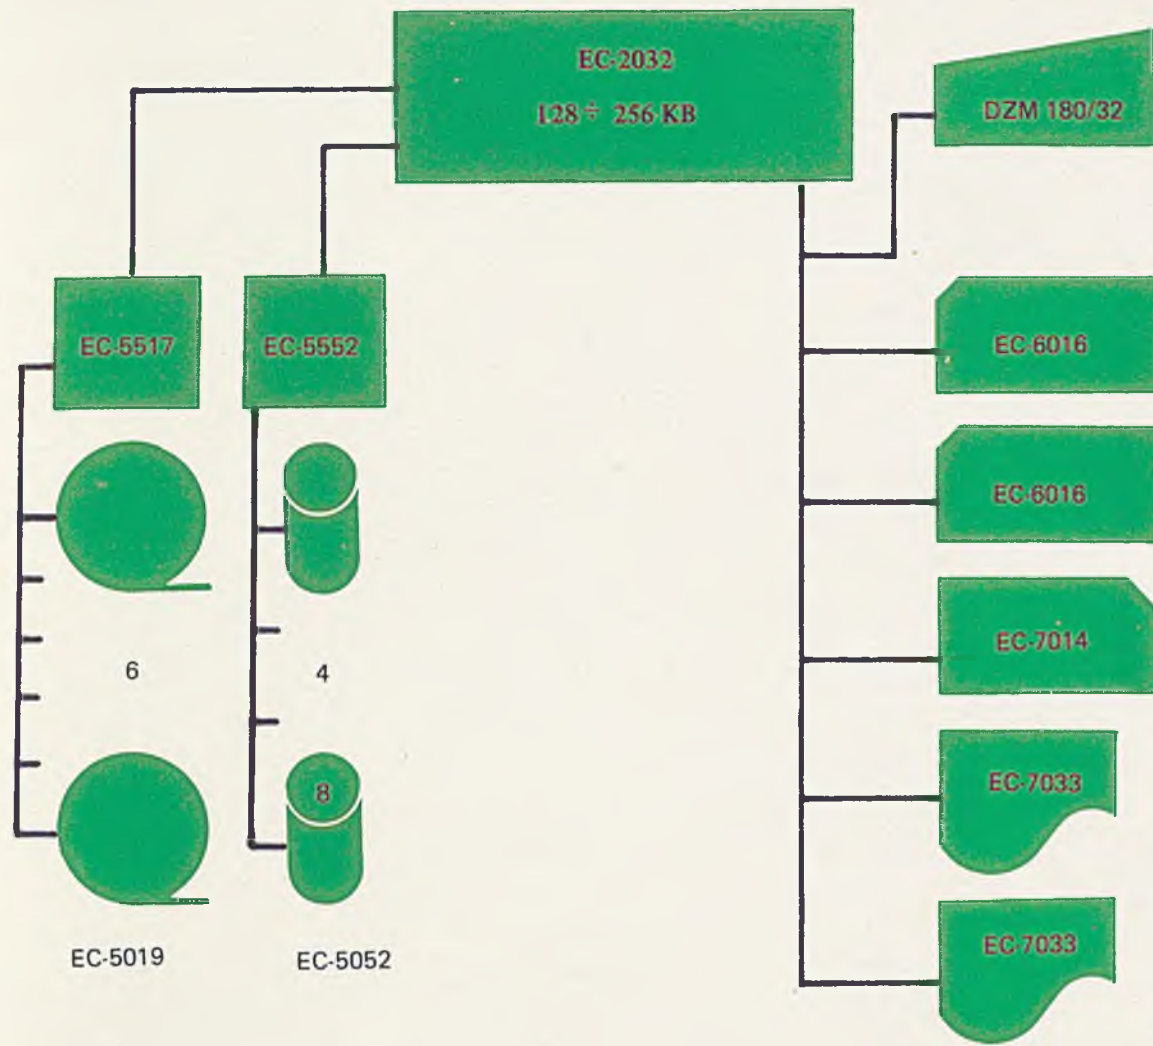 EC-2032
128 ÷ 256 KB
DZM 180/32
EC-5517
EC-5552
EC-6016
EC-6016
6
4
EC-7014
8
EC-7033
EC-7033
EC-5019
EC-5052